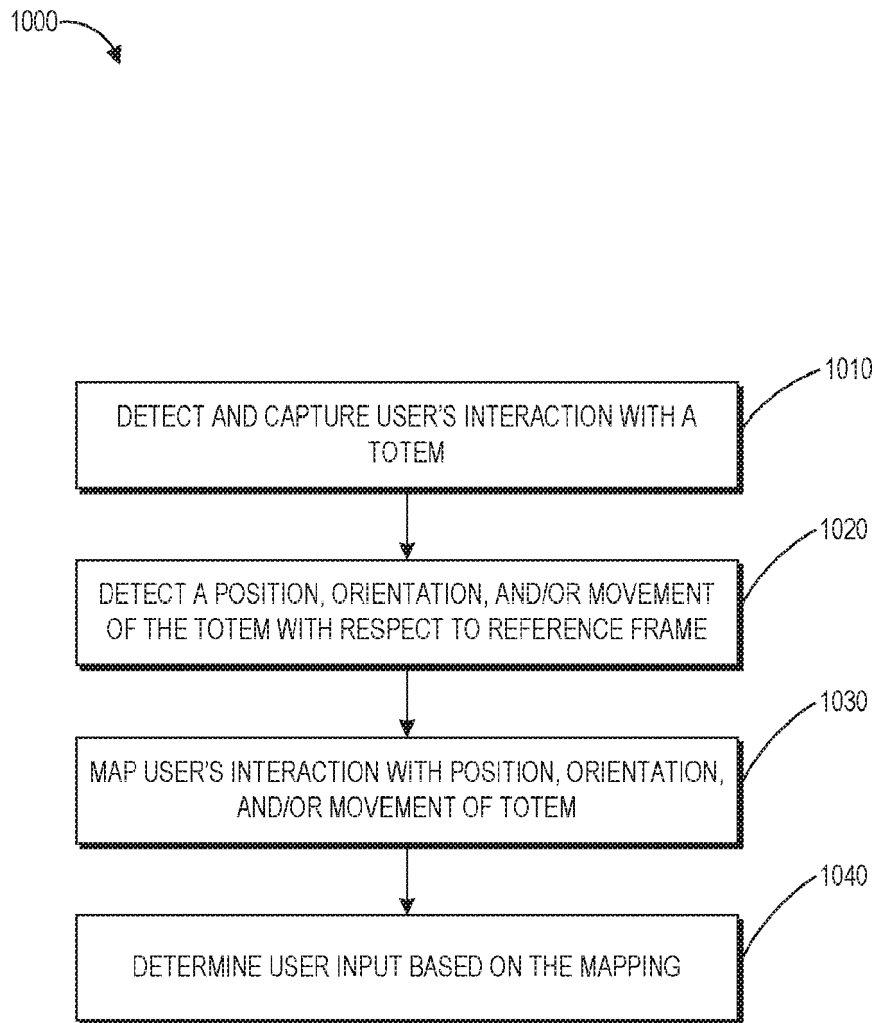 1000
1010
DETECT AND CAPTURE USER'S INTERACTION WITH A
TOTEM
1020
DETECT A POSITION, ORIENTATION, AND/OR MOVEMENT
OF THE TOTEM WITH RESPECT TO REFERENCE FRAME
1030
MAP USER'S INTERACTION WITH POSITION, ORIENTATION,
AND/OR MOVEMENT OF TOTEM
1040
DETERMINE USER INPUT BASED ON THE MAPPING